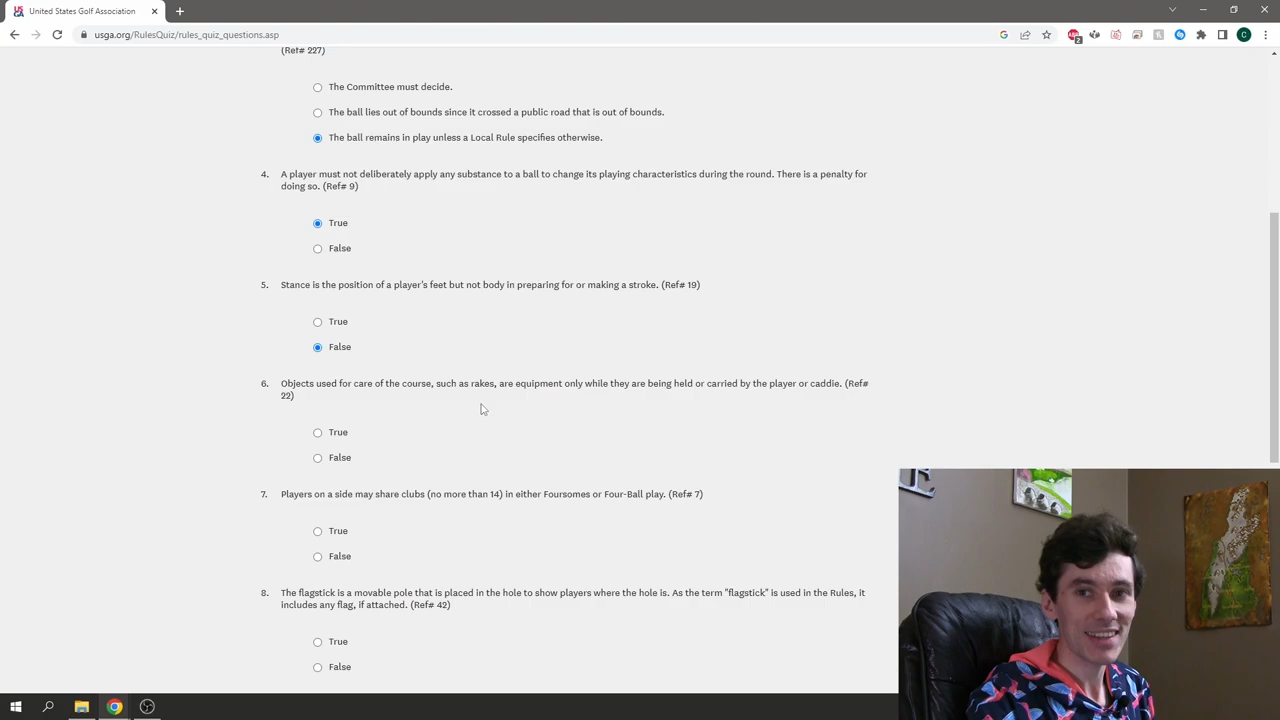 United States Golf Association
usga.org/RulesQuiz/rules_quiz_questions.asp
2
C
(Ref# 227)
The Committee must decide.
The ball lies out of bounds since it crossed a public road that is out of bounds.
The ball remains in play unless a Local Rule specifies otherwise.
4. A player must not deliberately apply any substance to a ball to change its playing characteristics during the round. There is a penalty for
doing so. (Ref# 9)
True
False
5. Stance is the position of a player's feet but not body in preparing for or making a stroke. (Ref# 19)
True
False
6. Objects used for care of the course, such as rakes, are equipment only while they are being held or carried by the player or caddie. (Ref#
22)
True
False
7. Players on a side may share clubs (no more than 14) in either Foursomes or Four-Ball play. (Ref# 7)
True
False
8. The flagstick is a movable pole that is placed in the hole to show players where the hole is. As the term "flagstick" is used in the Rules, it
includes any flag, if attached. (Ref# 42)
True
False